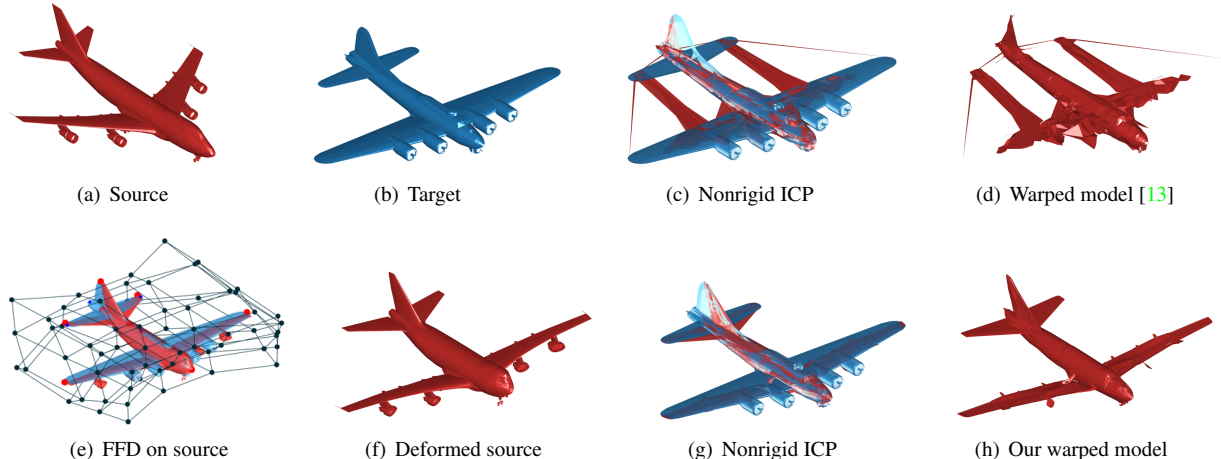 (a) Source
(b) Target
(c) Nonrigid ICP
(d) Warped model [13]
(e) FFD on source
(f) Deformed source
(g) Nonrigid ICP
(h) Our warped model